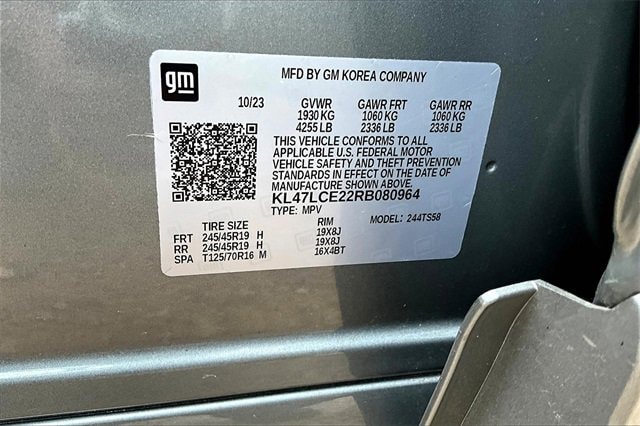 gm
MFD BY GM KOREA COMPANY
10/23 GVWR GAWR FRT GAWR RR
1930 KG 1060 KG 1060 KG
4255 LB 2336 LB 2336 LB
THIS VEHICLE CONFORMS TO ALL
APPLICABLE U.S. FEDERAL MOTOR
VEHICLE SAFETY AND THEFT PREVENTION
STANDARDS IN EFFECT ON THE DATE OF
MANUFACTURE SHOWN ABOVE.
KL47LCE22RB080964
TYPE: MPV MODEL: 244TS58
TIRE SIZE RIM
FRT 245/45R19 H 19X8J
RR 245/45R19 H 19X8J
SPA T125/70R16 M 16X4BT